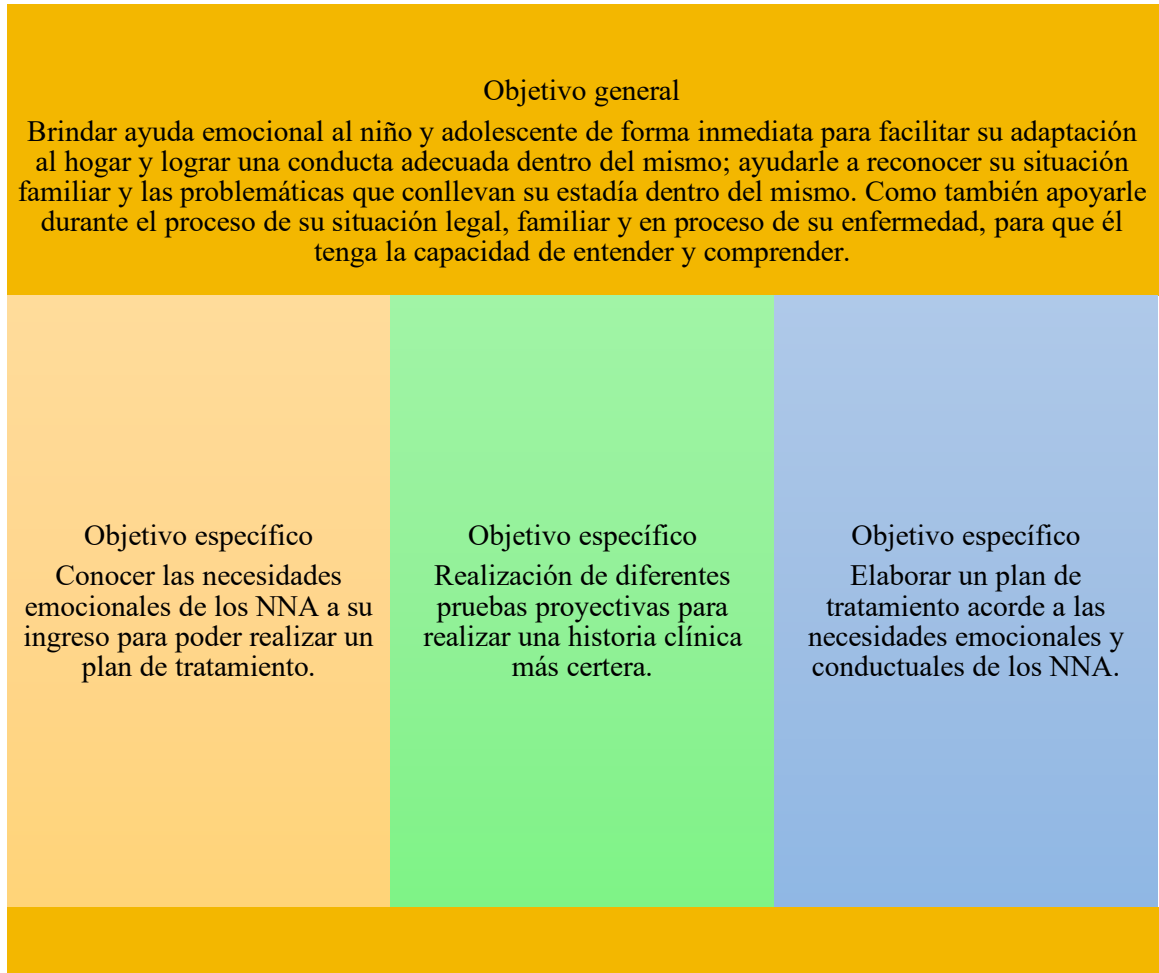 Objetivo general
Brindar ayuda emocional al niño y adolescente de forma inmediata para facilitar su adaptación
al hogar y lograr una conducta adecuada dentro del mismo; ayudarle a reconocer su situación
familiar y las problemáticas que conllevan su estadía dentro del mismo. Como también apoyarle
durante el proceso de su situación legal, familiar y en proceso de su enfermedad, para que él
tenga la capacidad de entender y comprender.
Objetivo específico
Conocer las necesidades
emocionales de los NNA a su
ingreso para poder realizar un
plan de tratamiento.
Objetivo específico
Realización de diferentes
pruebas proyectivas para
realizar una historia clínica
más certera.
Objetivo específico
Elaborar un plan de
tratamiento acorde a las
necesidades emocionales y
conductuales de los NNA.